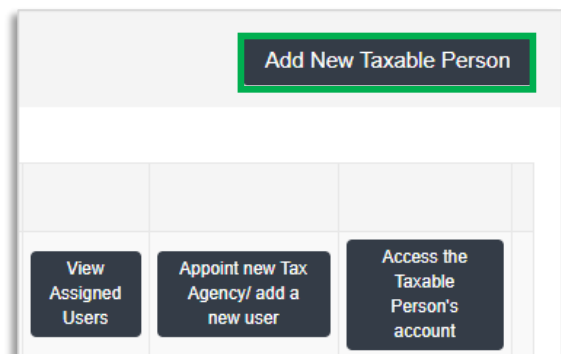 Add New Taxable Person
View
Assigned
Users
Appoint new Tax
Agency/ add a
new user
Access the
Taxable
Person's
account